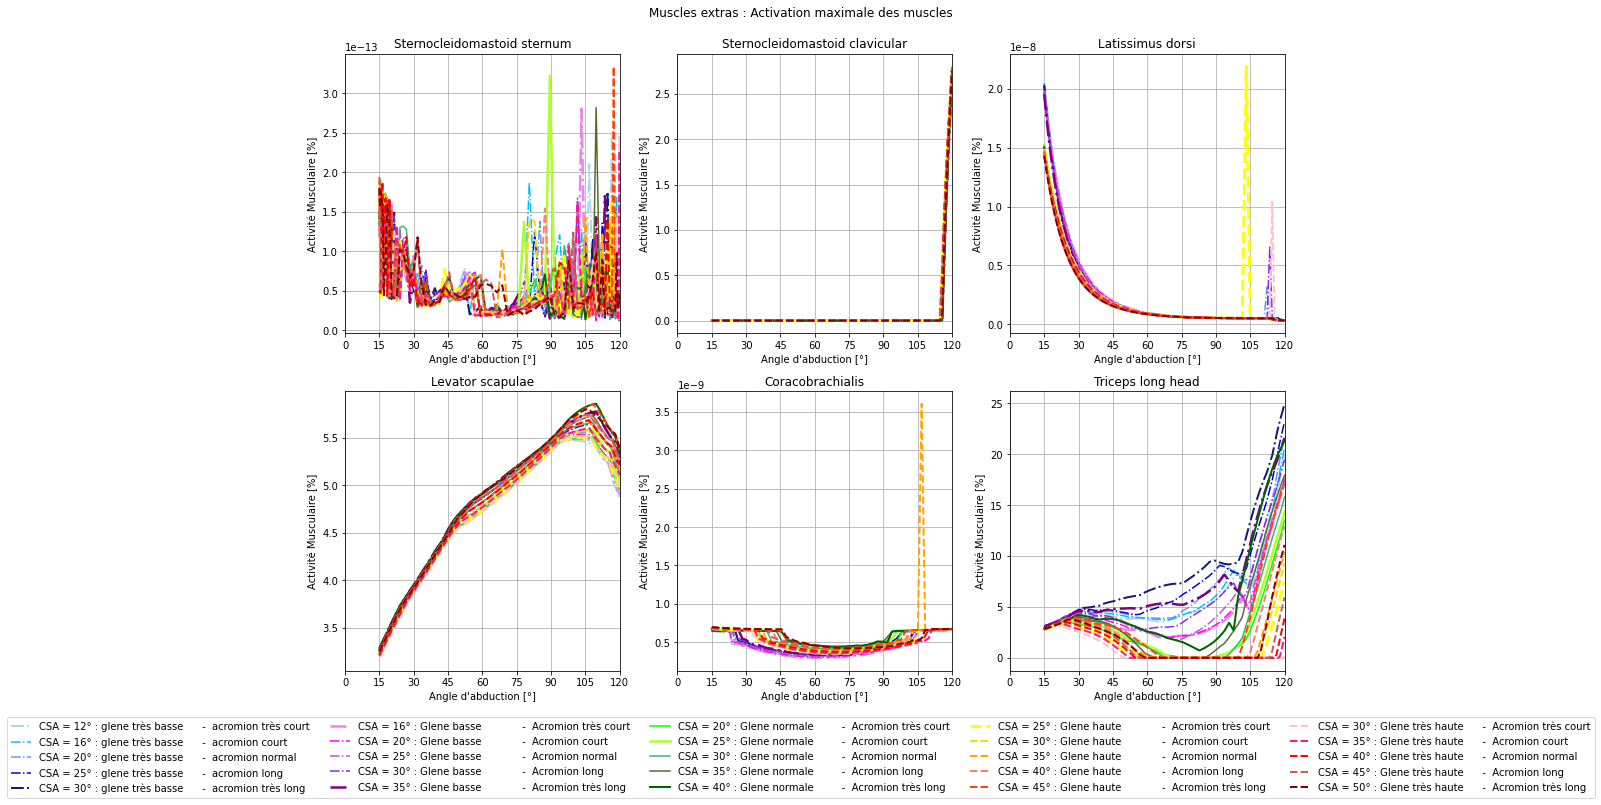 Muscles extras : Activation maximale des muscles
Sternocleidomastoid sternum
1e−13
Activité Musculaire [%]
3.0
2.5
2.0
1.5
1.0
0.5
0.0
0 15 30 45 60 75 90 105 120
Angle d'abduction [°]
Sternocleidomastoid clavicular
Activité Musculaire [%]
2.5
2.0
1.5
1.0
0.5
0.0
0 15 30 45 60 75 90 105 120
Angle d'abduction [°]
Latissimus dorsi
1e−8
Activité Musculaire [%]
2.0
1.5
1.0
0.5
0.0
0 15 30 45 60 75 90 105 120
Angle d'abduction [°]
Levator scapulae
Activité Musculaire [%]
5.5
5.0
4.5
4.0
3.5
0 15 30 45 60 75 90 105 120
Angle d'abduction [°]
Coracobrachialis
1e−9
Activité Musculaire [%]
3.5
3.0
2.5
2.0
1.5
1.0
0.5
0 15 30 45 60 75 90 105 120
Angle d'abduction [°]
Triceps long head
Activité Musculaire [%]
25
20
15
10
5
0
0 15 30 45 60 75 90 105 120
Angle d'abduction [°]
CSA = 12° : glene très basse - acromion très court
CSA = 16° : glene très basse - acromion court
CSA = 20° : glene très basse - acromion normal
CSA = 25° : glene très basse - acromion long
CSA = 30° : glene très basse - acromion très long
CSA = 16° : Glene basse - Acromion très court
CSA = 20° : Glene basse - Acromion court
CSA = 25° : Glene basse - Acromion normal
CSA = 30° : Glene basse - Acromion long
CSA = 35° : Glene basse - Acromion très long
CSA = 20° : Glene normale - Acromion très court
CSA = 25° : Glene normale - Acromion court
CSA = 30° : Glene normale - Acromion normal
CSA = 35° : Glene normale - Acromion long
CSA = 40° : Glene normale - Acromion très long
CSA = 25° : Glene haute - Acromion très court
CSA = 30° : Glene haute - Acromion court
CSA = 35° : Glene haute - Acromion normal
CSA = 40° : Glene haute - Acromion long
CSA = 45° : Glene haute - Acromion très long
CSA = 30° : Glene très haute - Acromion très court
CSA = 35° : Glene très haute - Acromion court
CSA = 40° : Glene très haute - Acromion normal
CSA = 45° : Glene très haute - Acromion long
CSA = 50° : Glene très haute - Acromion très long